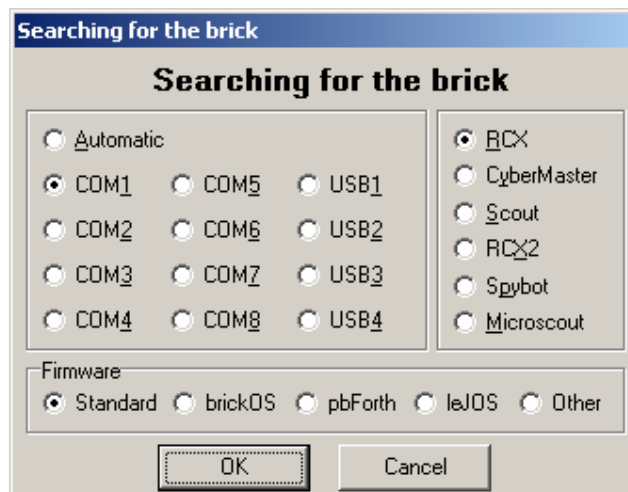 Searching for the brick
Searching for the brick
Automatic
COM1 COM5 USB1
COM2 COM6 USB2
COM3 COM7 USB3
COM4 COM8 USB4
RCX
CyberMaster
Scout
RCX2
Spybot
Microscout
Firmware
Standard brickOS pbForth leJOS Other
OK Cancel